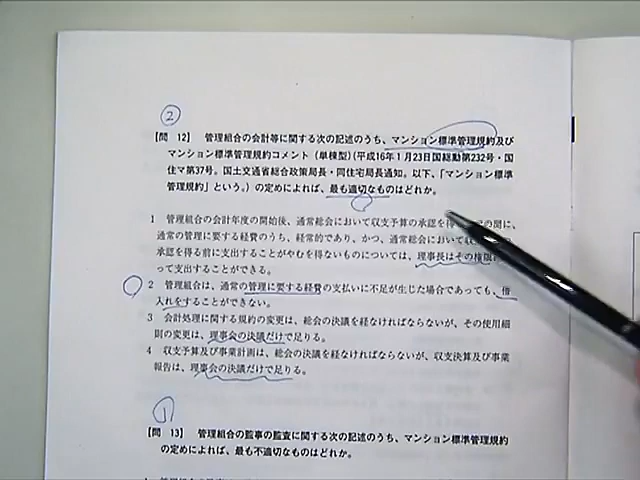 ②
【問 12】 管理組合の会計等に関する次の記述のうち、マンション標準管理規約及び
マンション標準管理規約コメント（単棟型）（平成16年1月23日国総動第232号・国
住マ第37号。国土交通省総合政策局長・同住宅局長通知。以下、「マンション標準
管理規約」という。）の定めによれば、最も適切なものはどれか。
1 管理組合の会計年度の開始後、通常総会において収支予算の承認を得 の間に、
通常の管理に要する経費のうち、経常的であり、かつ、通常総会において収
承認を得る前に支出することがやむを得ないものについては、理事長はその権限
って支出することができる。
2 管理組合は、通常の管理に要する経費の支払いに不足が生じた場合であっても、借
入れをすることができない。
3 会計処理に関する規約の変更は、総会の決議を経なければならないが、その使用細
則の変更は、理事会の決議だけで足りる。
4 収支予算及び事業計画は、総会の決議を経なければならないが、収支決算及び事業
報告は、理事会の決議だけで足りる。
①
【問 13】 管理組合の監事の監査に関する次の記述のうち、マンション標準管理規約
の定めによれば、最も不適切なものはどれか。